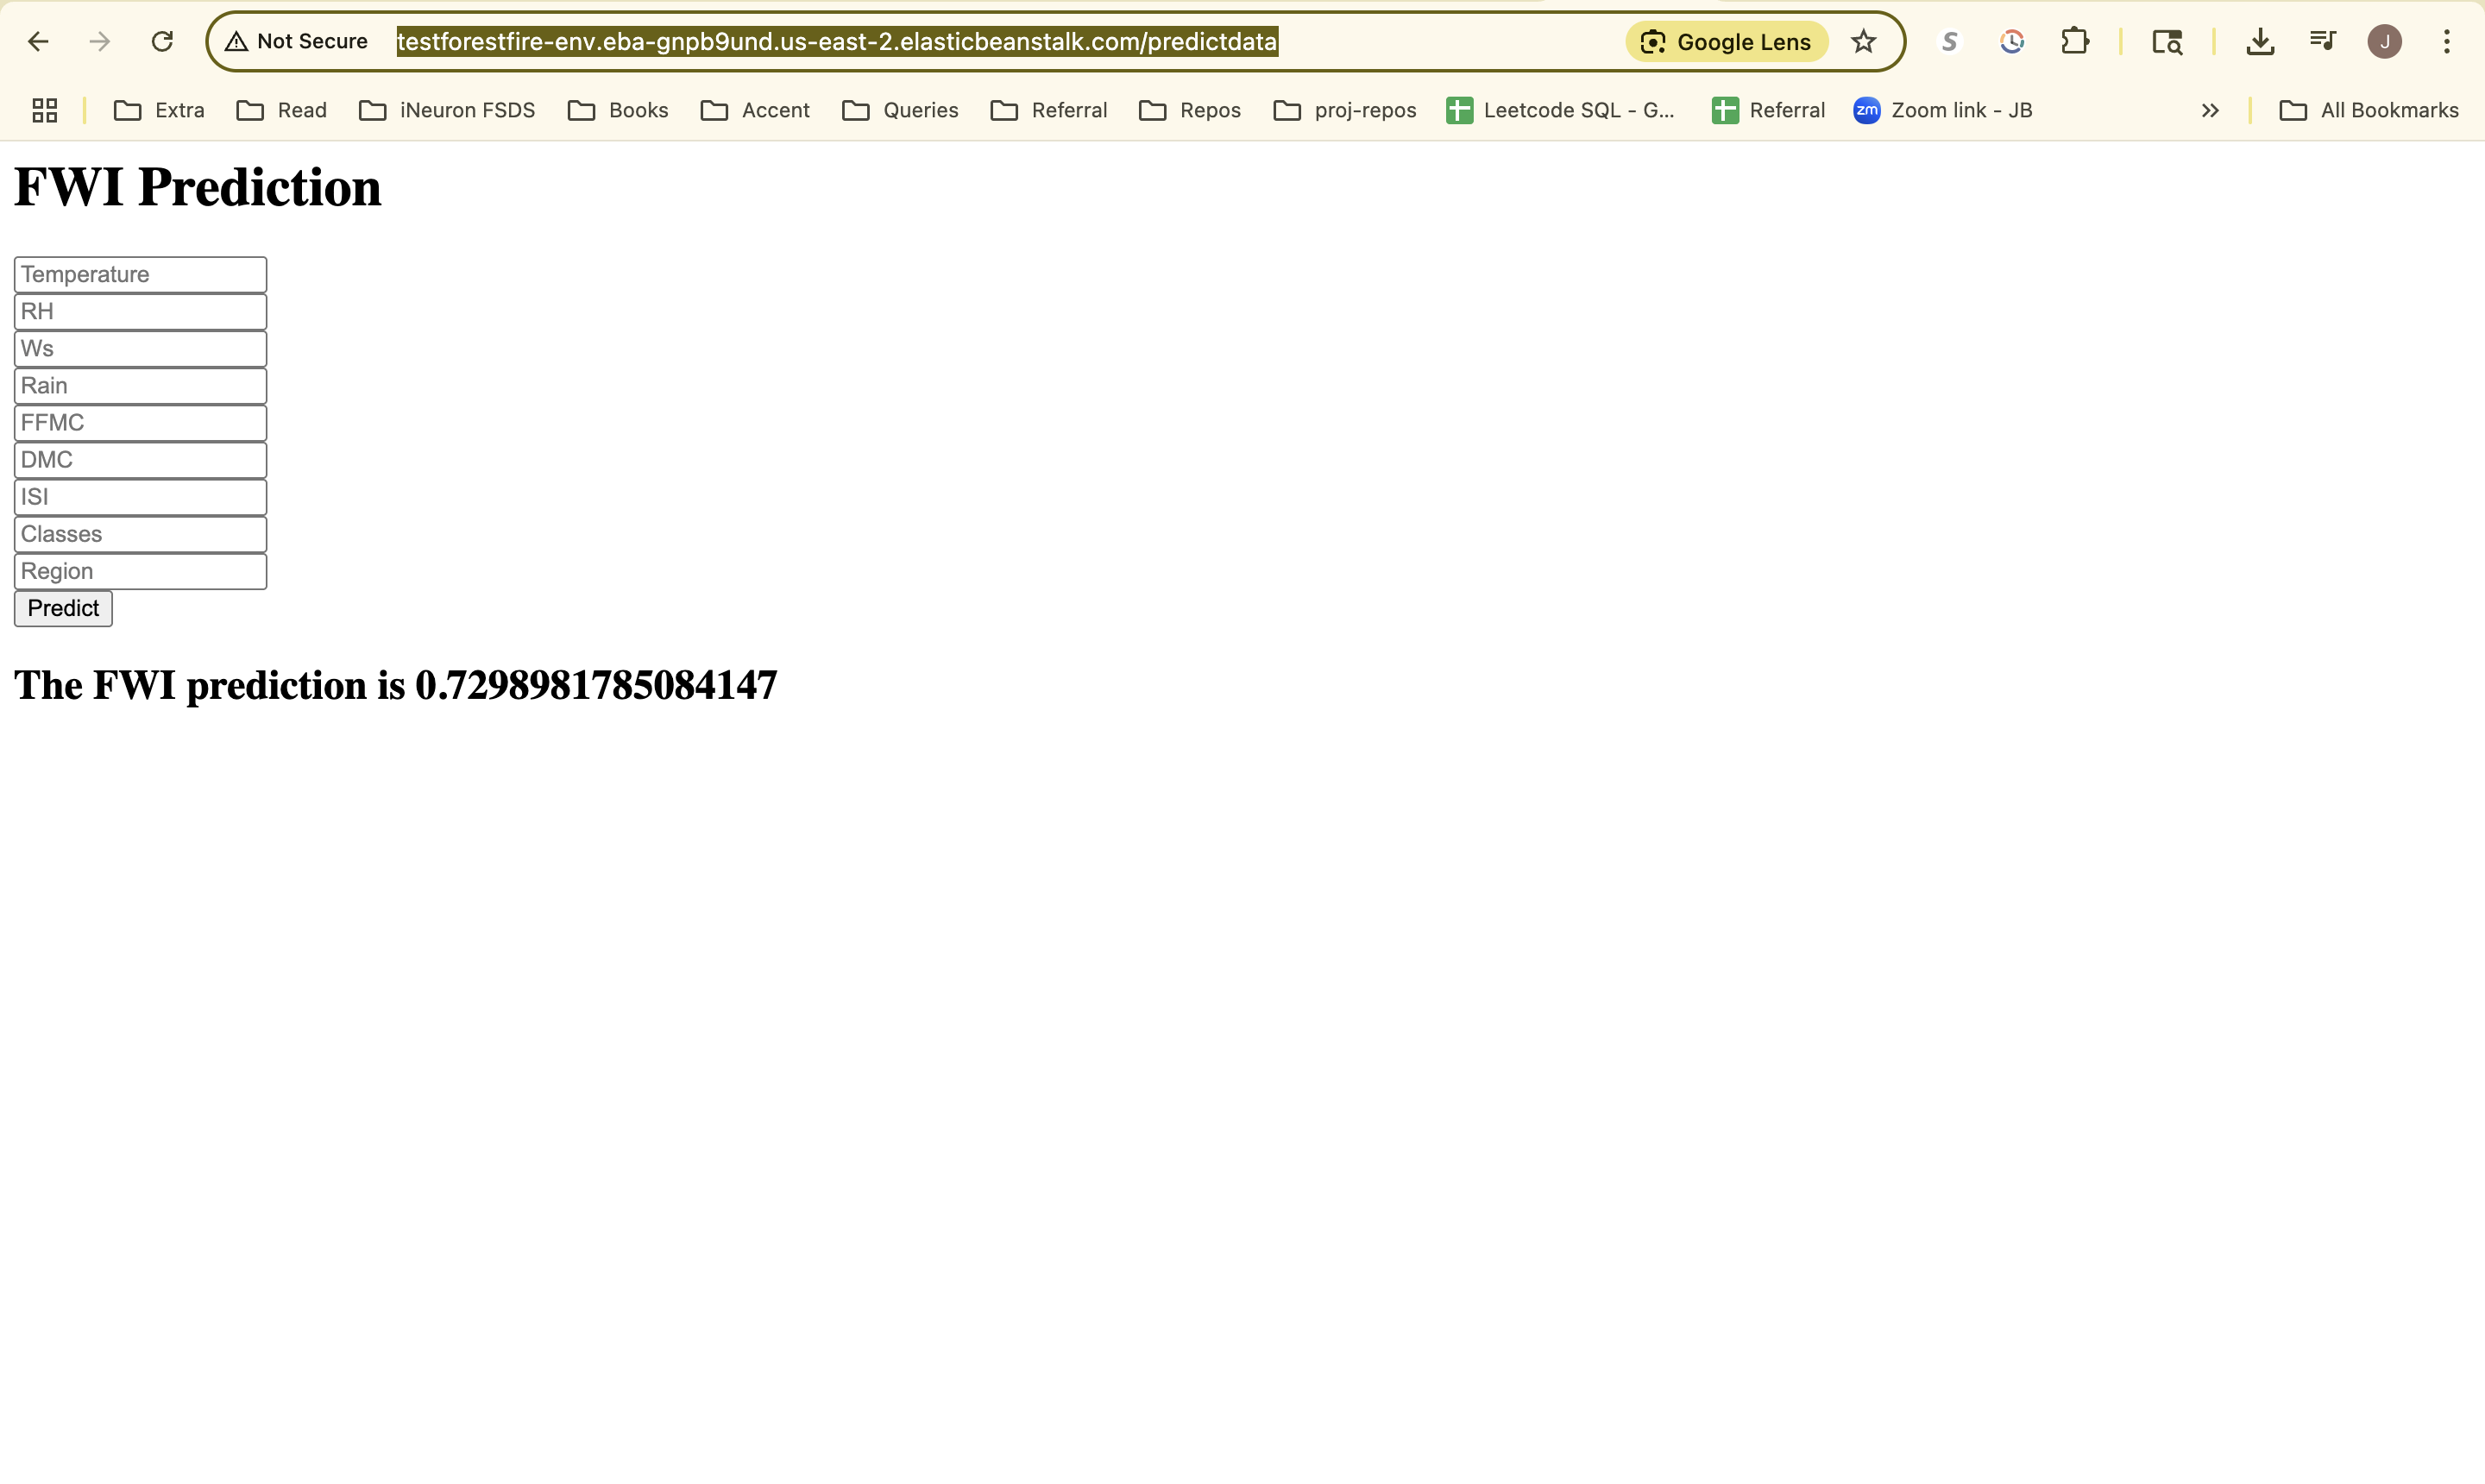 Not Secure testforestfire-env.eba-gnpb9und.us-east-2.elasticbeanstalk.com/predictdata Google Lens S J
Extra Read iNeuron FSDS Books Accent Queries Referral Repos proj-repos Leetcode SQL - G... Referral zm Zoom link - JB » All Bookmarks
FWI Prediction
Temperature
RH
Ws
Rain
FFMC
DMC
ISI
Classes
Region
Predict
The FWI prediction is 0.7298981785084147